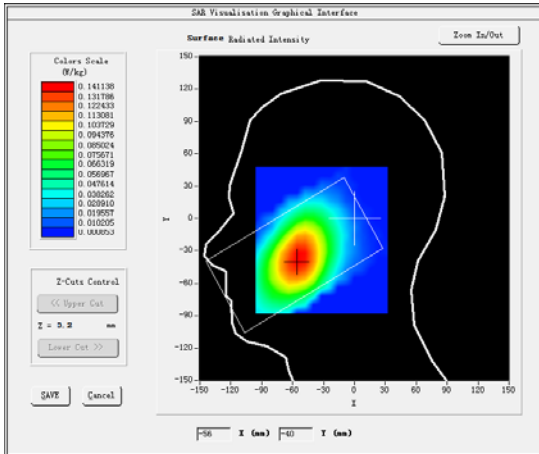 SAR Visualisation Graphical Interface
Surface Radiated Intensity
Zoom In/Out
Colors Scale
(W/kg)
0.141138
0.131786
0.122433
0.113081
0.103729
0.094376
0.085024
0.075671
0.066319
0.056967
0.047614
0.038262
0.028910
0.019557
0.010205
0.000853
150
120
90
60
30
0
-30
-60
-90
-120
-150
Y
-150 -120 -90 -60 -30 0 30 60 90 120 150
X
Z-Cuts Control
<< Upper Cut
Z = 3.2 mm
Lower Cut >>
SAVE Cancel
-56 X (mm) -40 Y (mm)